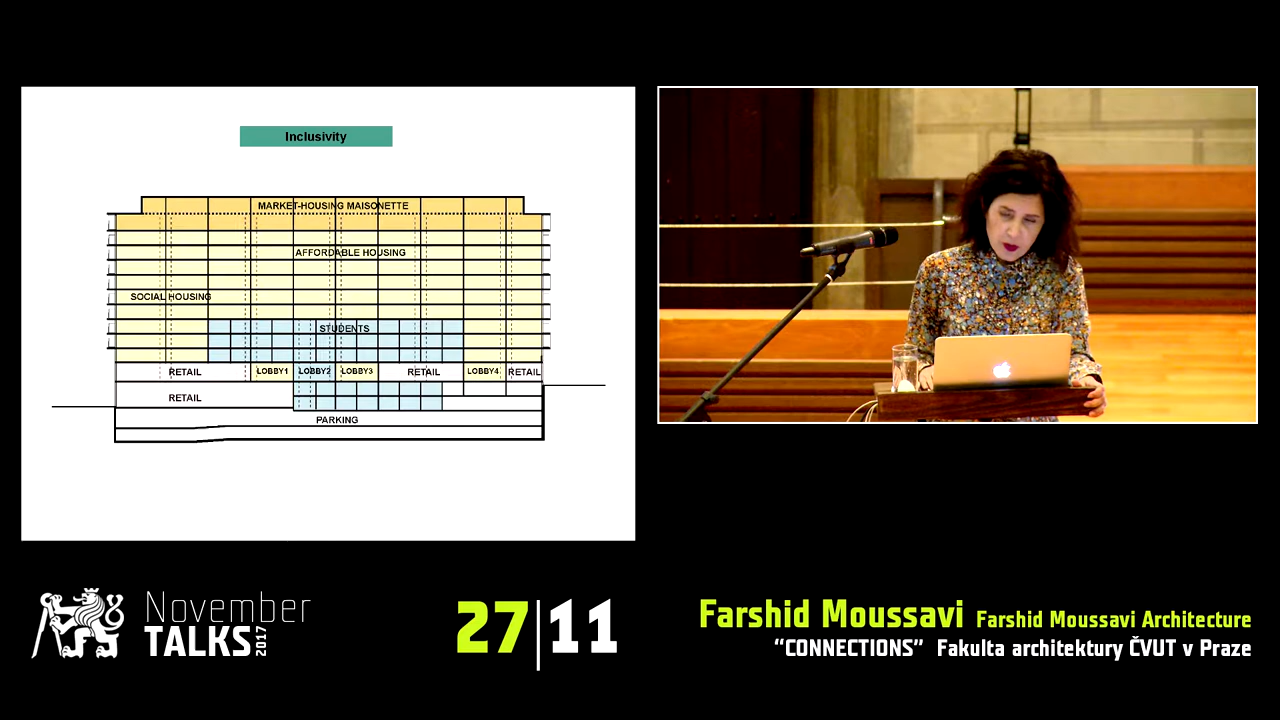 Inclusivity
MARKET-HOUSING MAISONETTE
AFFORDABLE HOUSING
SOCIAL HOUSING
STUDENTS
RETAIL LOBBY1 LOBBY2 LOBBY3 RETAIL LOBBY4 RETAIL
RETAIL
PARKING
November
TALKS 2017
27|11
Farshid Moussavi Farshid Moussavi Architecture
“CONNECTIONS” Fakulta architektury ČVUT v Praze